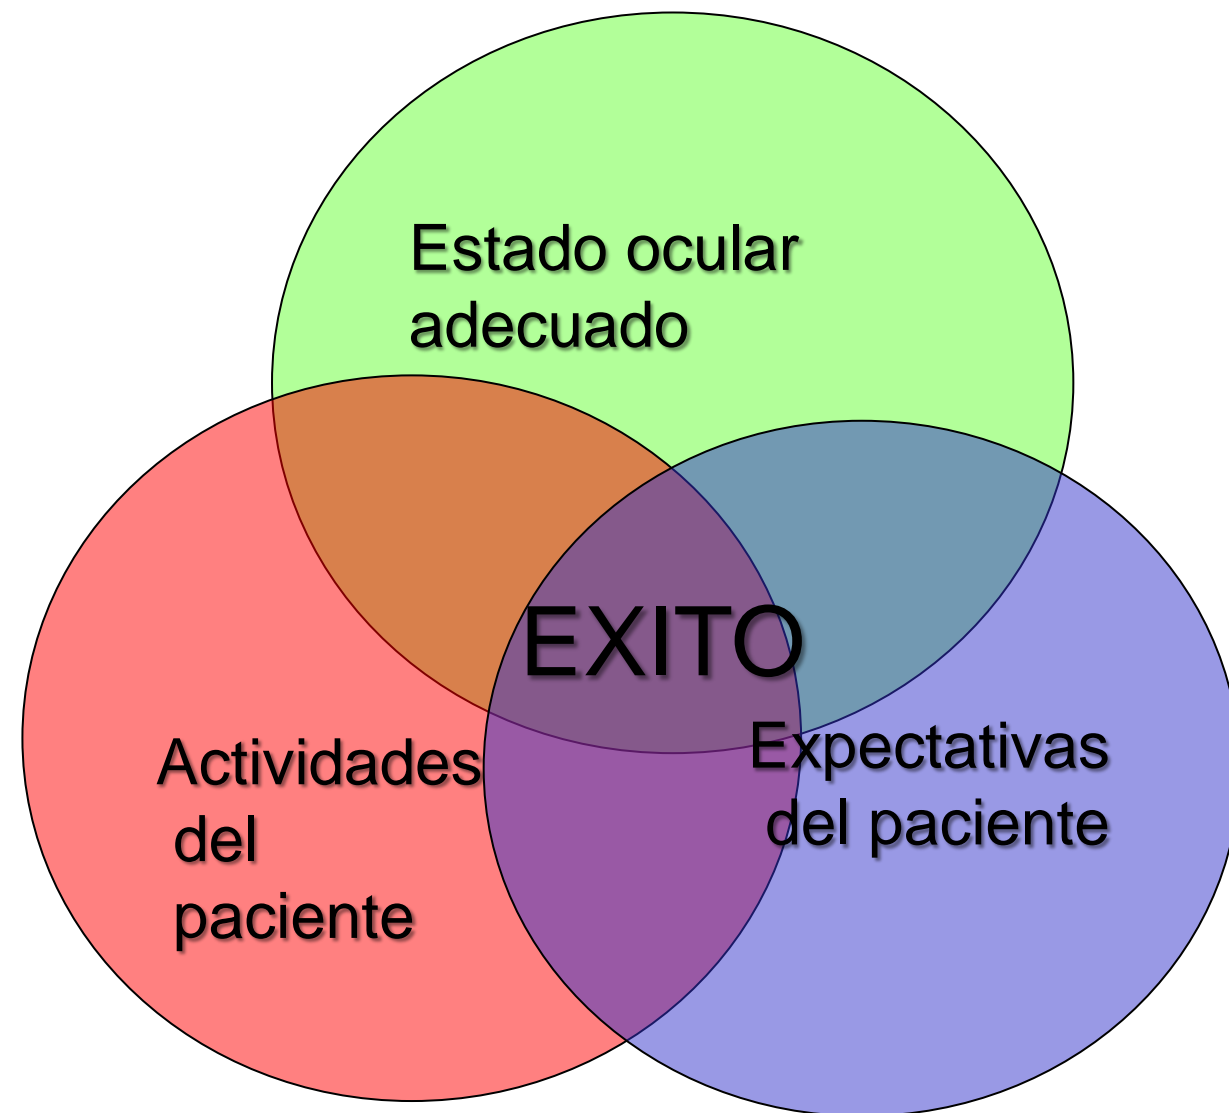 Estado ocular
adecuado
EXITO
Actividades
del
paciente
Expectativas
del paciente